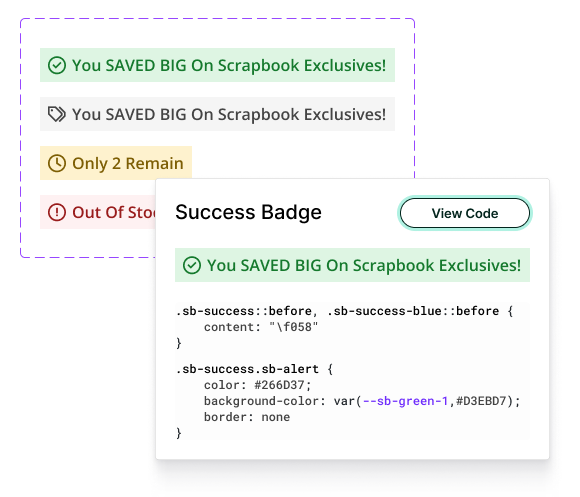 You SAVED BIG On Scrapbook Exclusives!
You SAVED BIG On Scrapbook Exclusives!
Only 2 Remain
Out Of Sto
Success Badge
View Code
You SAVED BIG On Scrapbook Exclusives!
.sb-success::before, .sb-success-blue::before {
content: "\f058"
}
.sb-success.sb-alert {
color: #266D37;
background-color: var(--sb-green-1,#D3EBD7);
border: none
}